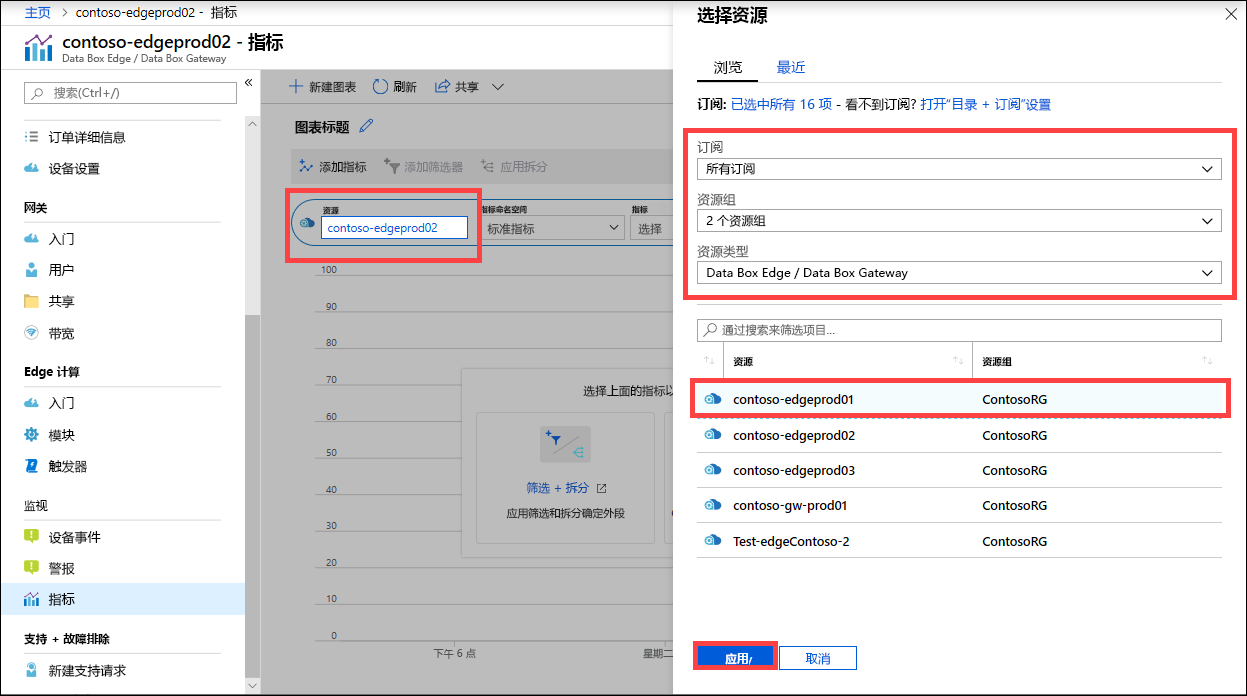 主页 > contoso-edgeprod02 - 指标
contoso-edgeprod02 - 指标
Data Box Edge / Data Box Gateway
搜索(Ctrl+/)
订单详细信息
设备设置
网关
入门
用户
共享
带宽
Edge 计算
入门
模块
触发器
监视
设备事件
警报
指标
支持 + 故障排除
新建支持请求
新建图表 刷新 共享
图表标题
添加指标 添加筛选器 应用拆分
资源 指标命名空间 指标
contoso-edgeprod02 标准指标 选择
100
90
80
70
60
50
40
30
20
10
0
选择上面的指标以
筛选 + 拆分
应用筛选和拆分确定外段
下午 6 点 星期二
选择资源
浏览 最近
订阅: 已选中所有 16 项 - 看不到订阅? 打开"目录 + 订阅"设置
订阅
所有订阅
资源组
2 个资源组
资源类型
Data Box Edge / Data Box Gateway
通过搜索来筛选项目...
资源 资源组
contoso-edgeprod01 ContosoRG
contoso-edgeprod02 ContosoRG
contoso-edgeprod03 ContosoRG
contoso-gw-prod01 ContosoRG
Test-edgeContoso-2 ContosoRG
应用 取消